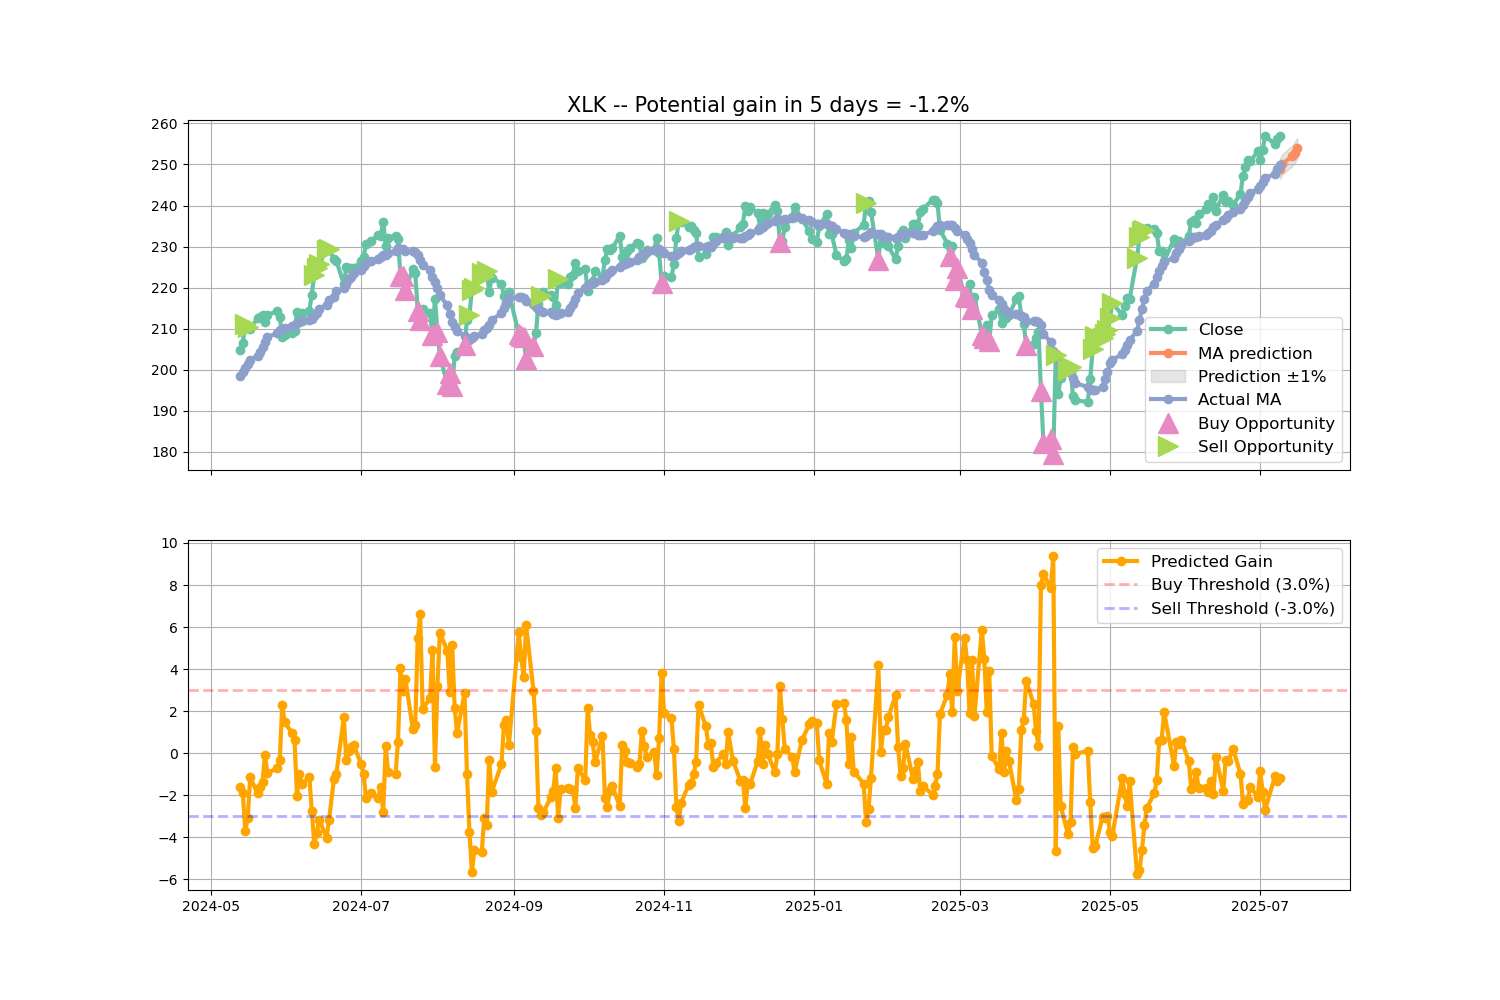 XLK -- Potential gain in 5 days = -1.2%
260
250
240
230
220
210
200
190
180
Close
MA prediction
Prediction ±1%
Actual MA
Buy Opportunity
Sell Opportunity
10
8
6
4
2
0
−2
−4
−6
Predicted Gain
Buy Threshold (3.0%)
Sell Threshold (-3.0%)
2024-05
2024-07
2024-09
2024-11
2025-01
2025-03
2025-05
2025-07